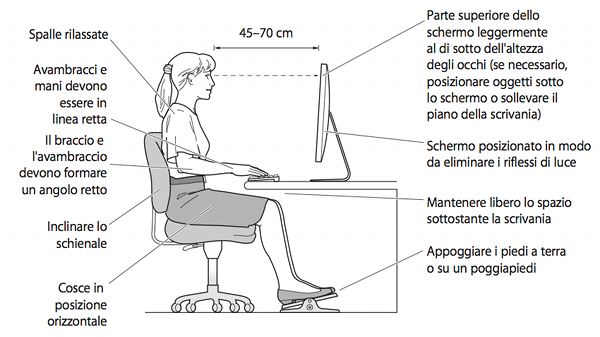 45–70 cm
Spalle rilassate
Avambracci e
mani devono
essere in
linea retta
Il braccio e
l'avambraccio
devono formare
un angolo retto
Inclinare lo
schienale
Cosce in
posizione
orizzontale
Parte superiore dello
schermo leggermente
al di sotto dell'altezza
degli occhi (se necessario,
posizionare oggetti sotto
lo schermo o sollevare il
piano della scrivania)
Schermo posizionato in modo
da eliminare i riflessi di luce
Mantenere libero lo spazio
sottostante la scrivania
Appoggiare i piedi a terra
o su un poggiapiedi